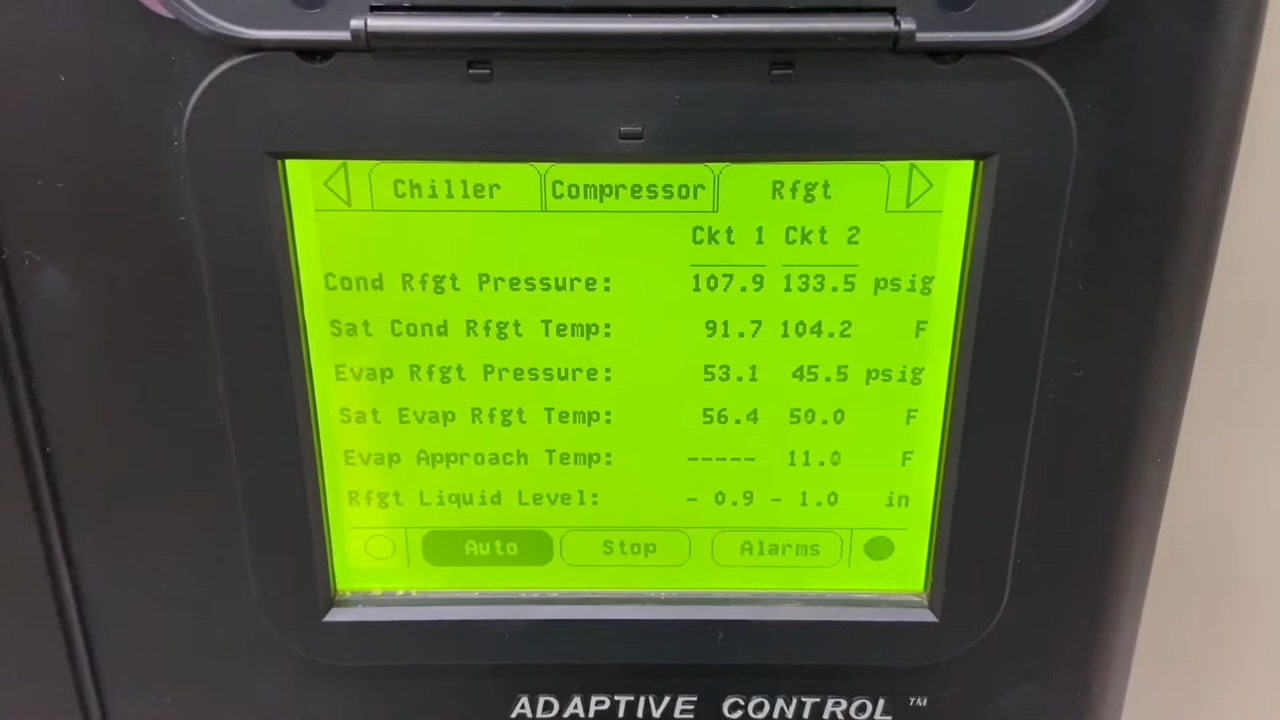 Chiller Compressor Rfgt
Ckt 1 Ckt 2
Cond Rfgt Pressure: 107.9 133.5 psig
Sat Cond Rfgt Temp: 91.7 104.2 F
Evap Rfgt Pressure: 53.1 45.5 psig
Sat Evap Rfgt Temp: 56.4 50.0 F
Evap Approach Temp: ----- 11.0 F
Rfgt Liquid Level: - 0.9 - 1.0 in
Auto Stop Alarms
ADAPTIVE CONTROL ™